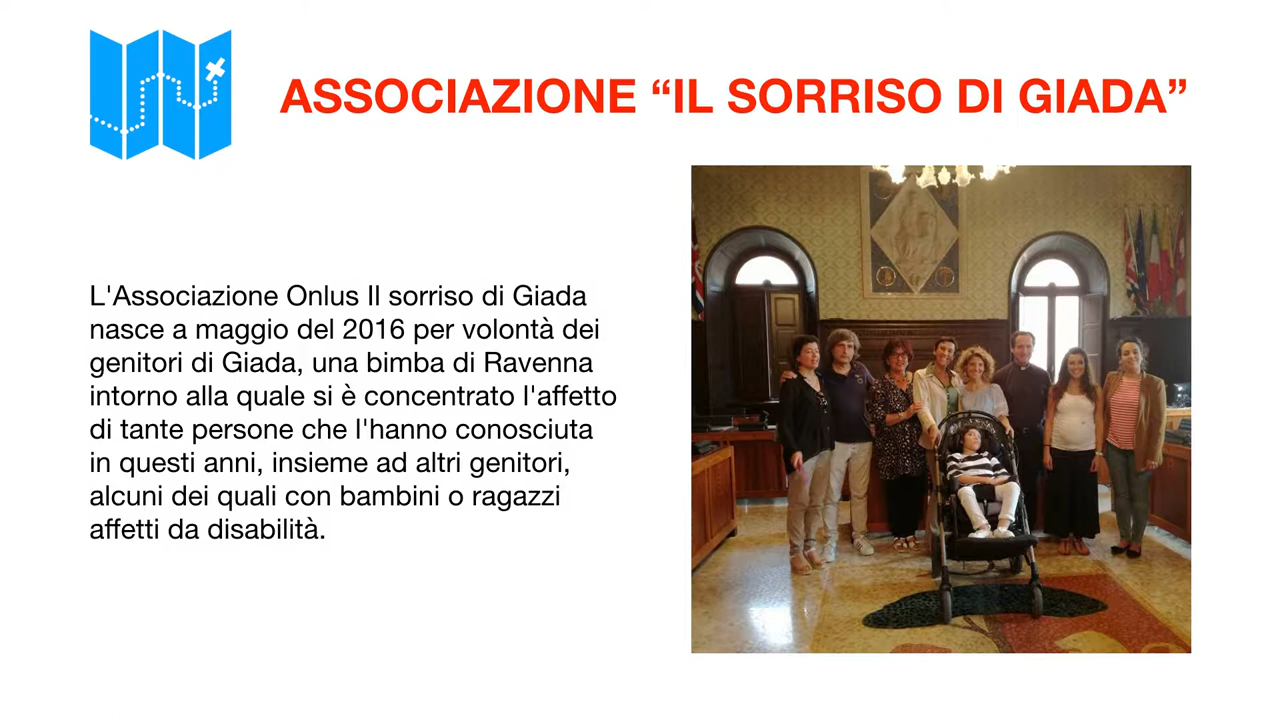 ASSOCIAZIONE “IL SORRISO DI GIADA”
L'Associazione Onlus Il sorriso di Giada
nasce a maggio del 2016 per volontà dei
genitori di Giada, una bimba di Ravenna
intorno alla quale si è concentrato l'affetto
di tante persone che l'hanno conosciuta
in questi anni, insieme ad altri genitori,
alcuni dei quali con bambini o ragazzi
affetti da disabilità.